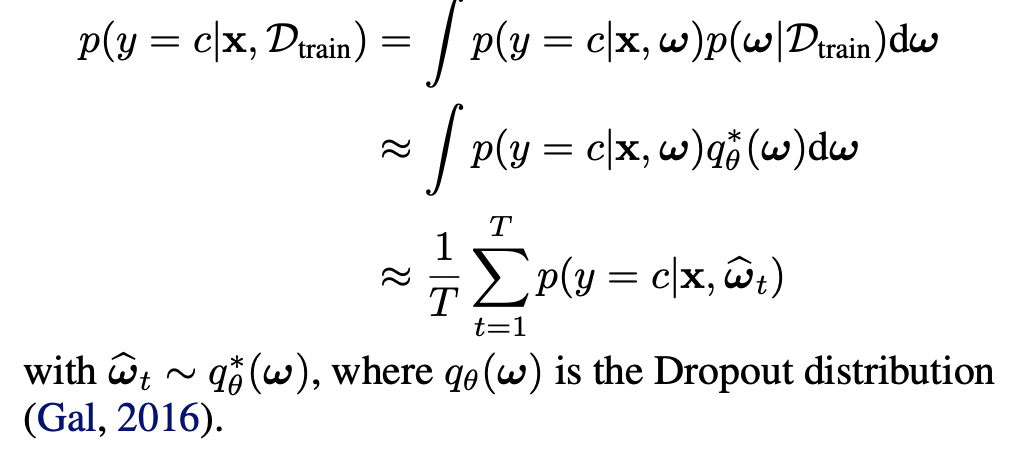 p(y = c|x, D_train) = ∫ p(y = c|x, ω)p(ω|D_train)dω
≈ ∫ p(y = c|x, ω)q*_θ(ω)dω
≈ 1/T ∑_{t=1}^{T} p(y = c|x, ω̂_t)
with ω̂_t ∼ q*_θ(ω), where q_θ(ω) is the Dropout distribution
(Gal, 2016).